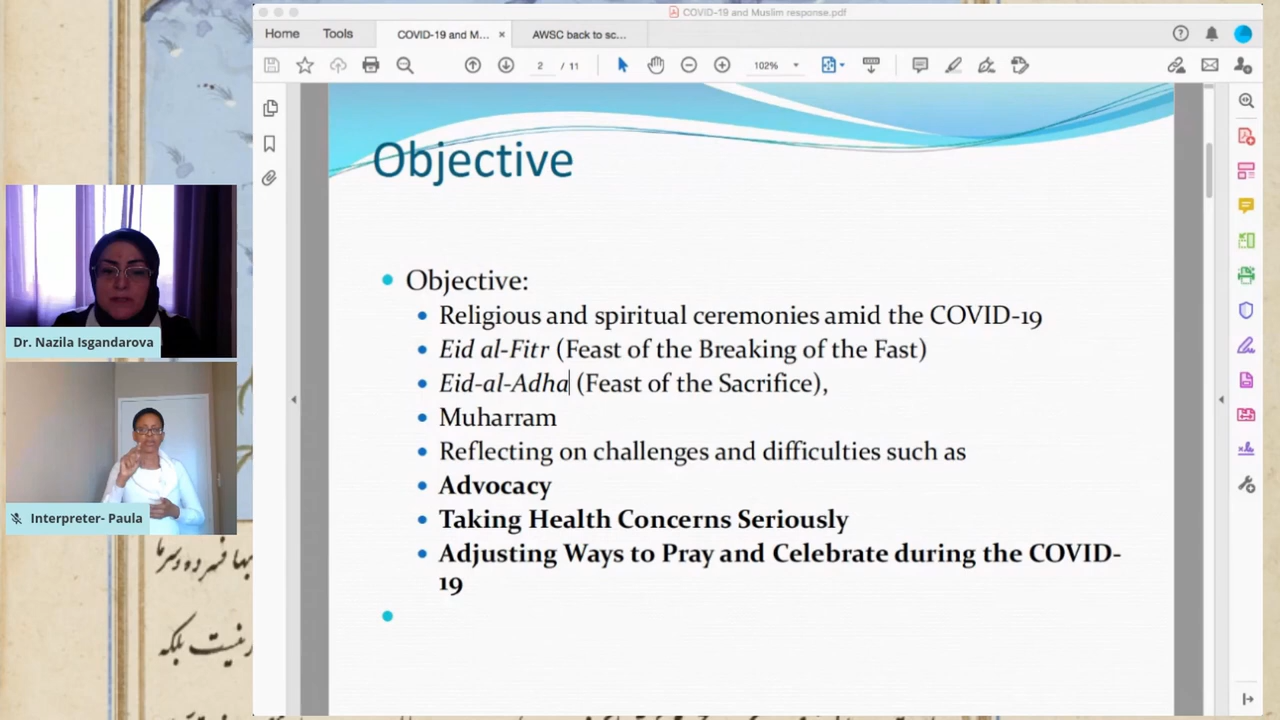 COVID-19 and Muslim response.pdf
Home Tools COVID-19 and M... × AWSC back to sc...
2 / 11 102%
Objective
Objective:
Religious and spiritual ceremonies amid the COVID-19
Eid al-Fitr (Feast of the Breaking of the Fast)
Eid-al-Adha (Feast of the Sacrifice),
Muharram
Reflecting on challenges and difficulties such as
Advocacy
Taking Health Concerns Seriously
Adjusting Ways to Pray and Celebrate during the COVID-
19
Dr. Nazila Isgandarova
Interpreter- Paula
بلکه